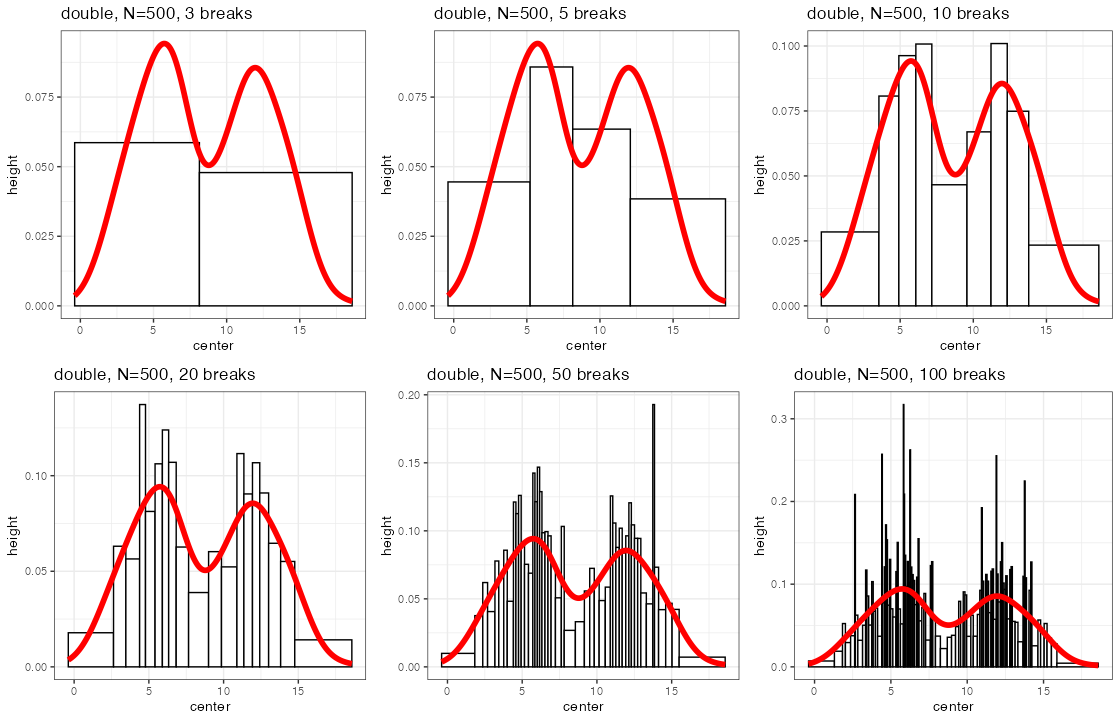 double, N=500, 3 breaks
height
0.075
0.050
0.025
0.000
0 5 10 15
center
double, N=500, 5 breaks
height
0.075
0.050
0.025
0.000
0 5 10 15
center
double, N=500, 10 breaks
height
0.100
0.075
0.050
0.025
0.000
0 5 10 15
center
double, N=500, 20 breaks
height
0.10
0.05
0.00
0 5 10 15
center
double, N=500, 50 breaks
height
0.20
0.15
0.10
0.05
0.00
0 5 10 15
center
double, N=500, 100 breaks
height
0.3
0.2
0.1
0.0
0 5 10 15
center